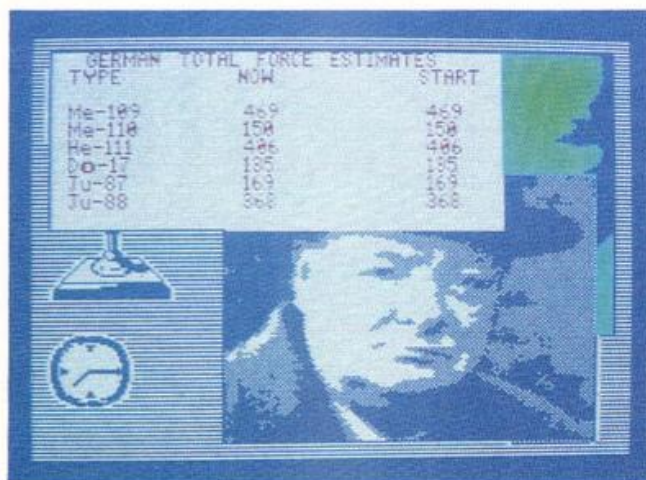 GERMAN TOTAL FORCE ESTIMATES
TYPE NOW START
Me-109 469 469
Me-110 150 150
He-111 406 406
Do-17 185 185
Ju-87 169 169
Ju-88 368 368